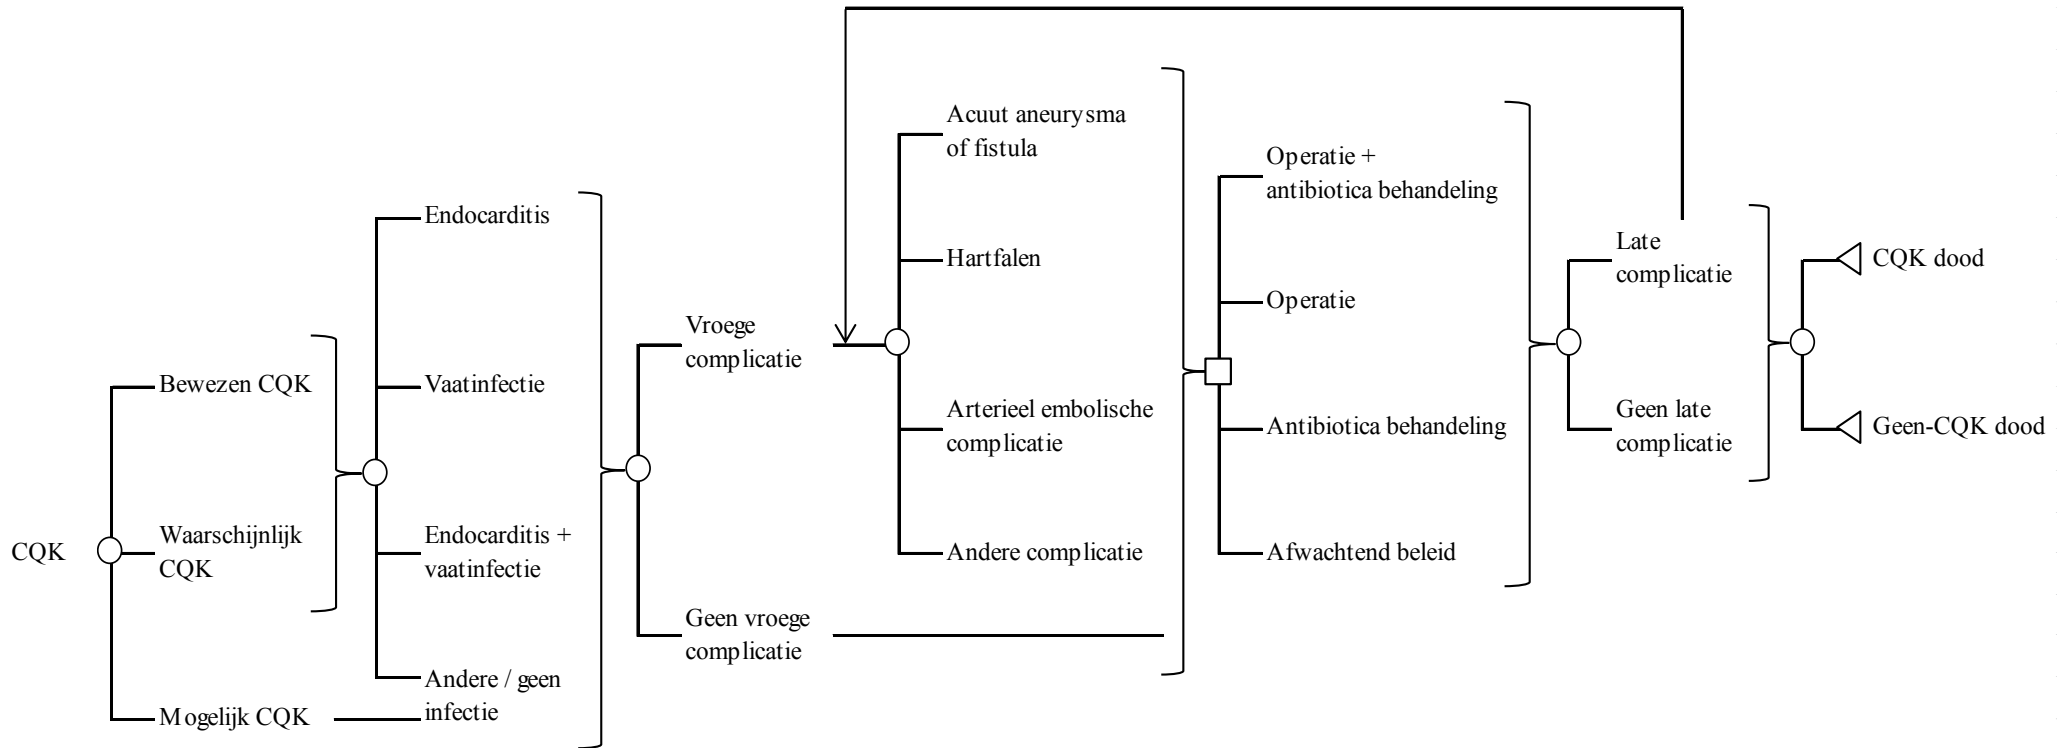 CQK
Bewezen CQK
Waarschijnlijk
CQK
Mogelijk CQK
Endocarditis
Vaatinfectie
Endocarditis +
vaatinfectie
Andere / geen
infectie
Vroege
complicatie
Geen vroege
complicatie
Acuut aneurysma
of fistula
Hartfalen
Arterieel embolische
complicatie
Andere complicatie
Operatie +
antibiotica behandeling
Operatie
Antibiotica behandeling
Afwachtend beleid
Late
complicatie
Geen late
complicatie
CQK dood
Geen-CQK dood